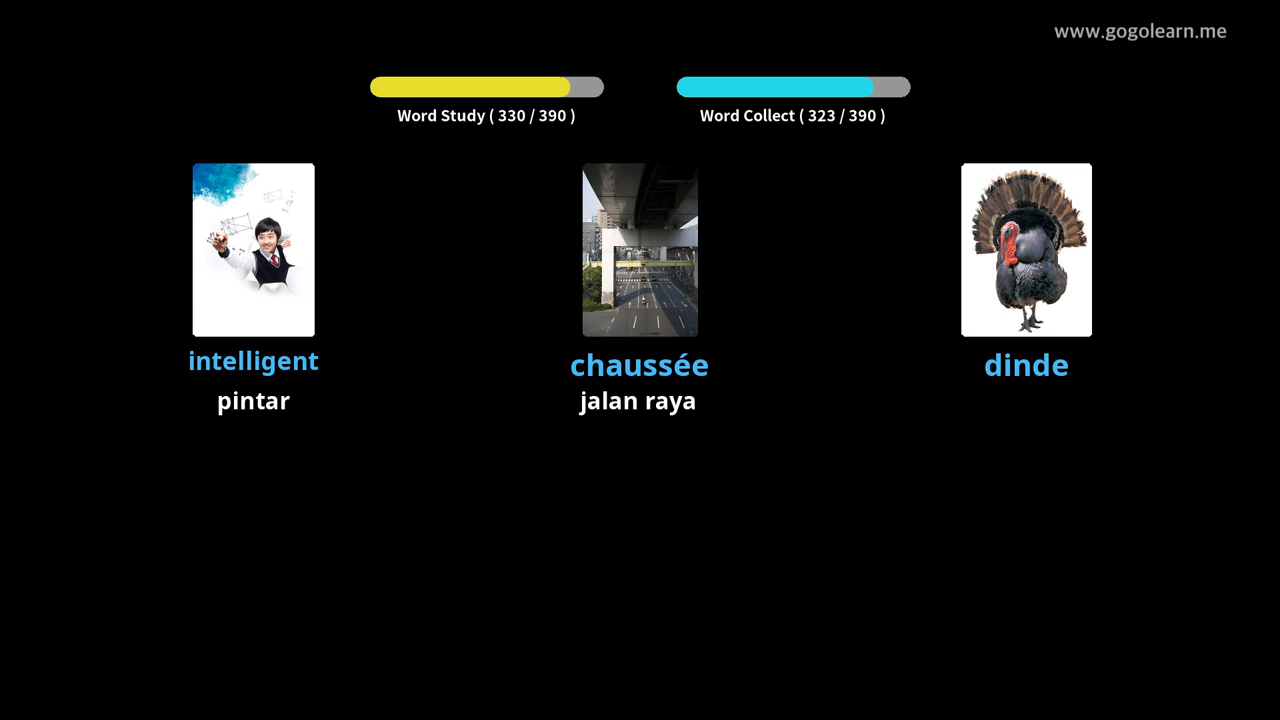 www.gogolearn.me
Word Study ( 330 / 390 )
Word Collect ( 323 / 390 )
intelligent
pintar
chaussée
jalan raya
dinde